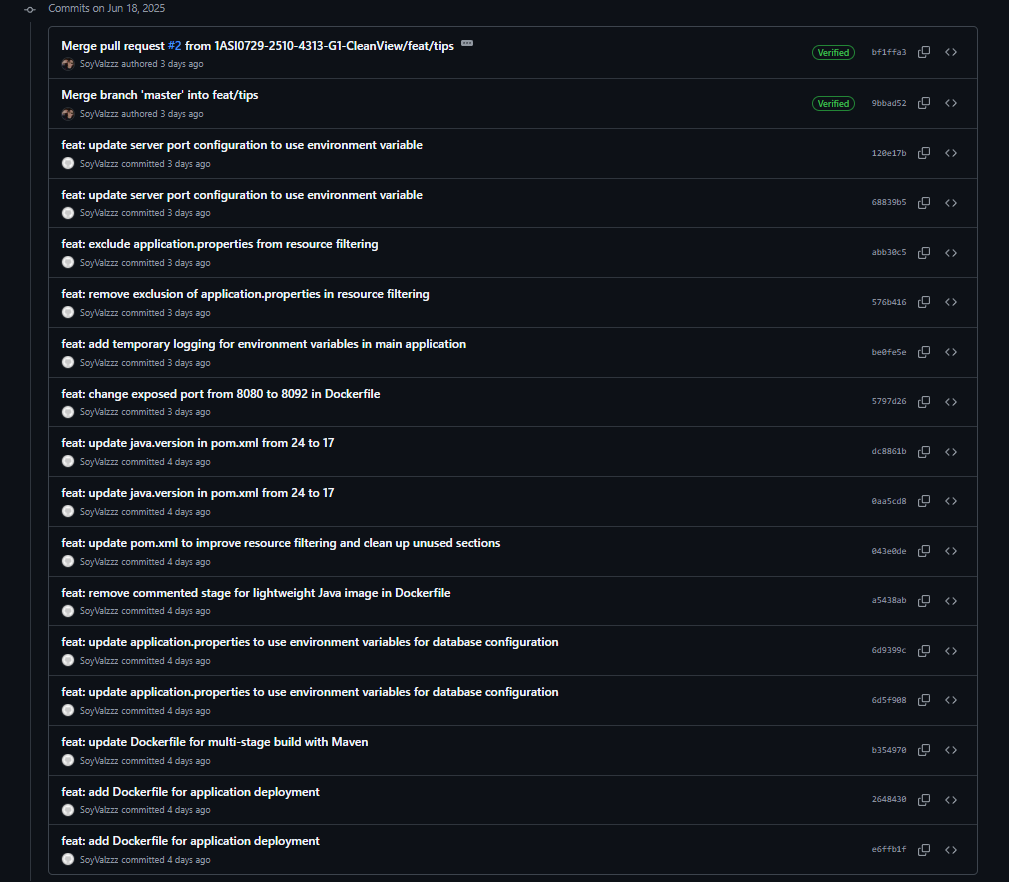 Commits on Jun 18, 2025
Merge pull request #2 from 1ASI0729-2510-4313-G1-CleanView/feat/tips
SoyValzzz authored 3 days ago
Verified
bf1ffa3
Merge branch 'master' into feat/tips
SoyValzzz authored 3 days ago
Verified
9bbad52
feat: update server port configuration to use environment variable
SoyValzzz committed 3 days ago
120e17b
feat: update server port configuration to use environment variable
SoyValzzz committed 3 days ago
68839b5
feat: exclude application.properties from resource filtering
SoyValzzz committed 3 days ago
abb30c5
feat: remove exclusion of application.properties in resource filtering
SoyValzzz committed 3 days ago
576b416
feat: add temporary logging for environment variables in main application
SoyValzzz committed 3 days ago
be0fe5e
feat: change exposed port from 8080 to 8092 in Dockerfile
SoyValzzz committed 3 days ago
5797d26
feat: update java.version in pom.xml from 24 to 17
SoyValzzz committed 4 days ago
dc8861b
feat: update java.version in pom.xml from 24 to 17
SoyValzzz committed 4 days ago
0aa5cd8
feat: update pom.xml to improve resource filtering and clean up unused sections
SoyValzzz committed 4 days ago
043e0de
feat: remove commented stage for lightweight Java image in Dockerfile
SoyValzzz committed 4 days ago
a5438ab
feat: update application.properties to use environment variables for database configuration
SoyValzzz committed 4 days ago
6d9399c
feat: update application.properties to use environment variables for database configuration
SoyValzzz committed 4 days ago
6d5f908
feat: update Dockerfile for multi-stage build with Maven
SoyValzzz committed 4 days ago
b354970
feat: add Dockerfile for application deployment
SoyValzzz committed 4 days ago
2648430
feat: add Dockerfile for application deployment
SoyValzzz committed 4 days ago
e6ffb1f